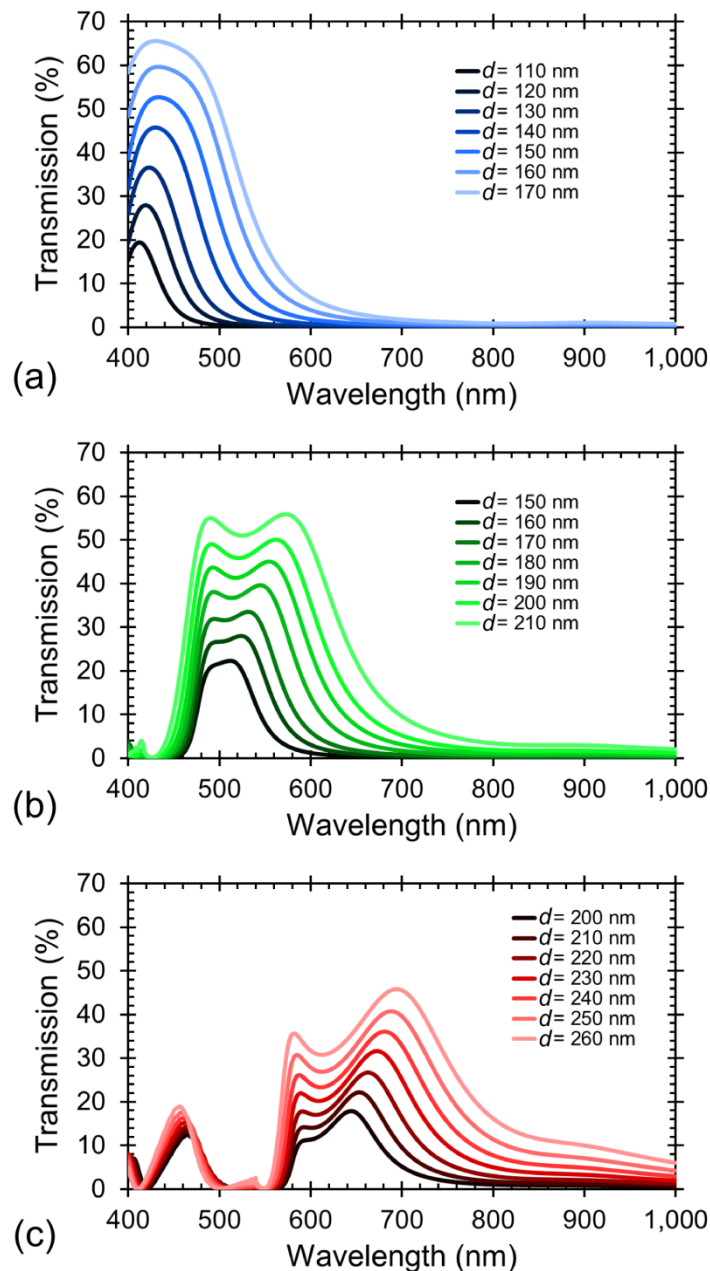 70
60
50
40
30
20
10
0
Transmission (%)
d= 110 nm
d= 120 nm
d= 130 nm
d= 140 nm
d= 150 nm
d= 160 nm
d= 170 nm
400 500 600 700 800 900 1,000
(a)
Wavelength (nm)
70
60
50
40
30
20
10
0
Transmission (%)
d= 150 nm
d= 160 nm
d= 170 nm
d= 180 nm
d= 190 nm
d= 200 nm
d= 210 nm
400 500 600 700 800 900 1,000
(b)
Wavelength (nm)
70
60
50
40
30
20
10
0
Transmission (%)
d= 200 nm
d= 210 nm
d= 220 nm
d= 230 nm
d= 240 nm
d= 250 nm
d= 260 nm
400 500 600 700 800 900 1,000
(c)
Wavelength (nm)